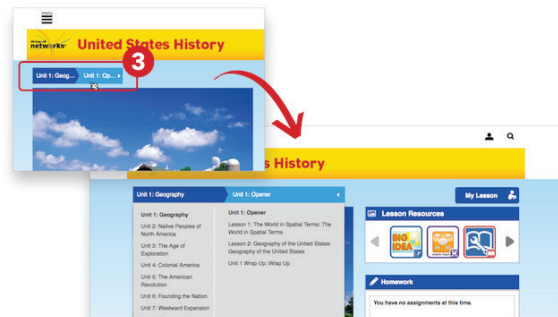 MENU
McGraw-Hill
networks
United States History
3
Unit 1: Geog...
Unit 1: Op...
s History
Unit 1: Geography
Unit 1: Opener
My Lesson
Unit 1: Geography
Unit 2: Native Peoples of
North America
Unit 3: The Age of
Exploration
Unit 4: Colonial America
Unit 5: The American
Revolution
Unit 6: Founding the Nation
Unit 7: Westward Expansion
Unit 1: Opener
Lesson 1: The World in Spatial Terms: The
World in Spatial Terms
Lesson 2: Geography of the United States:
Geography of the United States
Unit 1 Wrap Up: Wrap Up
Lesson Resources
BIG
IDEA
Homework
You have no assignments at this time.